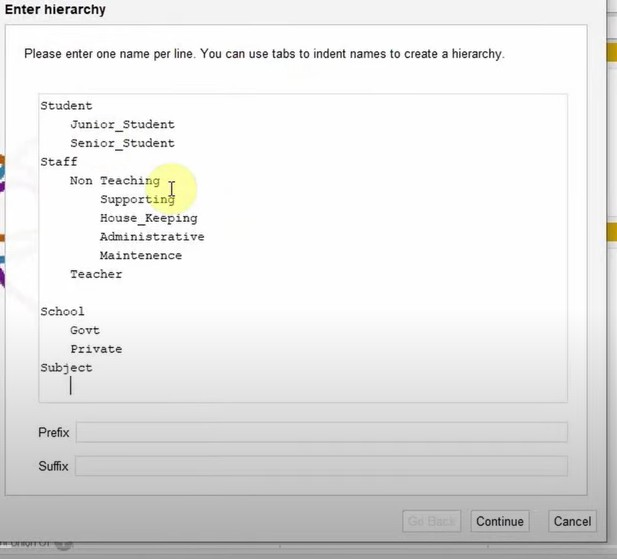 Enter hierarchy
Please enter one name per line. You can use tabs to indent names to create a hierarchy.
Student
Junior_Student
Senior_Student
Staff
Non Teaching
Supporting
House_Keeping
Administrative
Maintenence
Teacher
School
Govt
Private
Subject
Prefix
Suffix
Go Back
Continue
Cancel